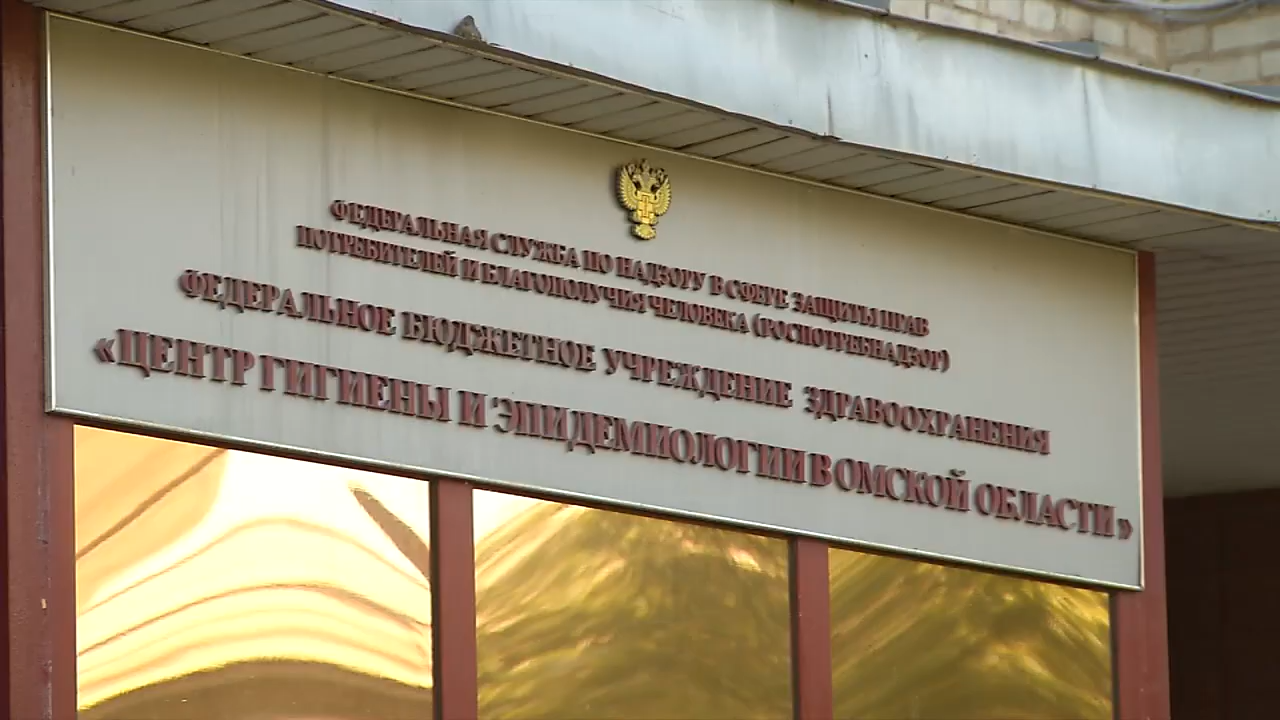 ФЕДЕРАЛЬНАЯ СЛУЖБА ПО НАДЗОРУ В СФЕРЕ ЗАЩИТЫ ПРАВ
ПОТРЕБИТЕЛЕЙ И БЛАГОПОЛУЧИЯ ЧЕЛОВЕКА (РОСПОТРЕБНАДЗОР)
ФЕДЕРАЛЬНОЕ БЮДЖЕТНОЕ УЧРЕЖДЕНИЕ ЗДРАВООХРАНЕНИЯ
«ЦЕНТР ГИГИЕНЫ И ЭПИДЕМИОЛОГИИ В ОМСКОЙ ОБЛАСТИ»